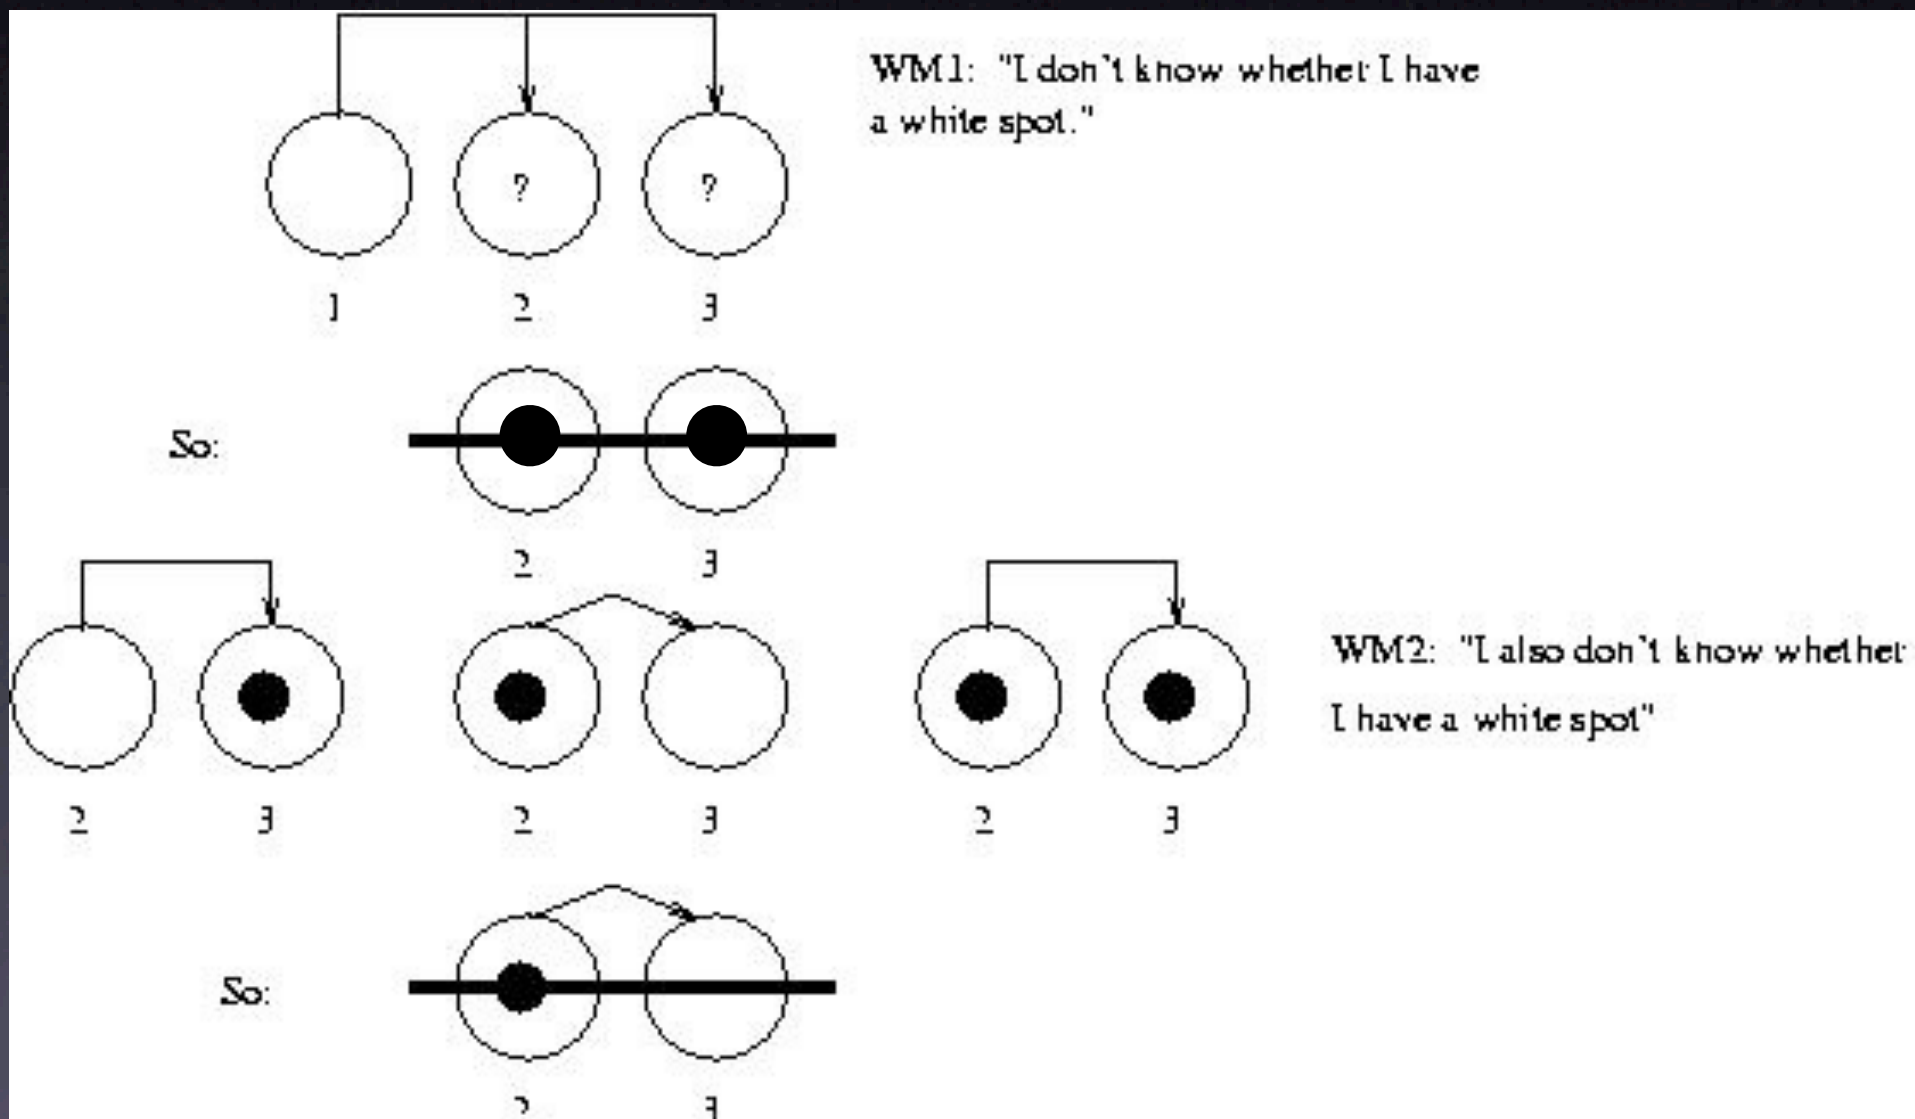 WM1: "I don't know whether I have
a white spot."
? ?
1 2 3
So:
2 3
2 3 2 3 2 3
WM2: "I also don't know whether
I have a white spot"
So:
2 3